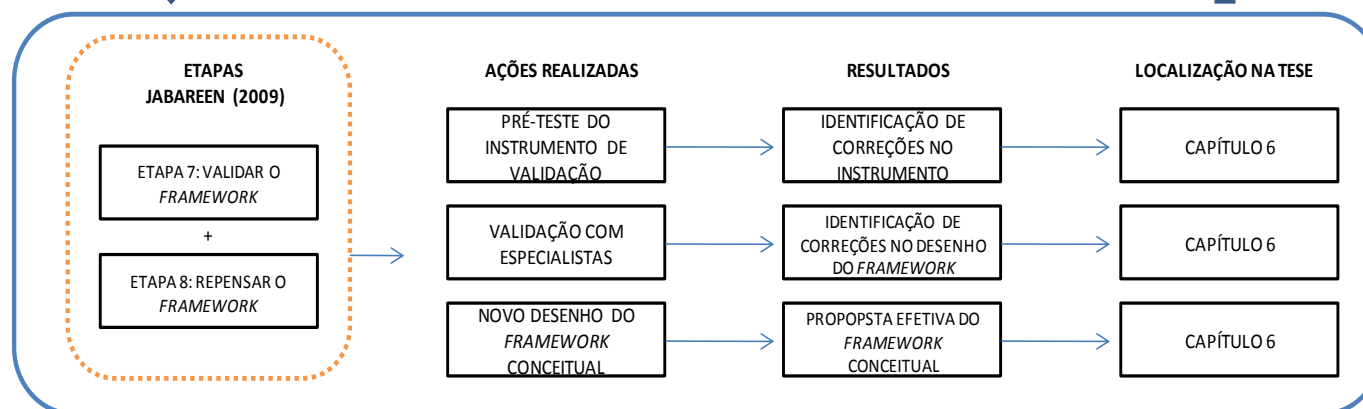 ETAPAS
JABAREEN (2009)
ETAPA 7: VALIDAR O
FRAMEWORK
+
ETAPA 8: REPENSAR O
FRAMEWORK
AÇÕES REALIZADAS
RESULTADOS
LOCALIZAÇÃO NA TESE
PRÉ-TESTE DO
INSTRUMENTO DE
VALIDAÇÃO
IDENTIFICAÇÃO DE
CORREÇÕES NO
INSTRUMENTO
CAPÍTULO 6
VALIDAÇÃO COM
ESPECIALISTAS
IDENTIFICAÇÃO DE
CORREÇÕES NO DESENHO
DO FRAMEWORK
CAPÍTULO 6
NOVO DESENHO DO
FRAMEWORK
CONCEITUAL
PROPOPSTA EFETIVA DO
FRAMEWORK
CONCEITUAL
CAPÍTULO 6